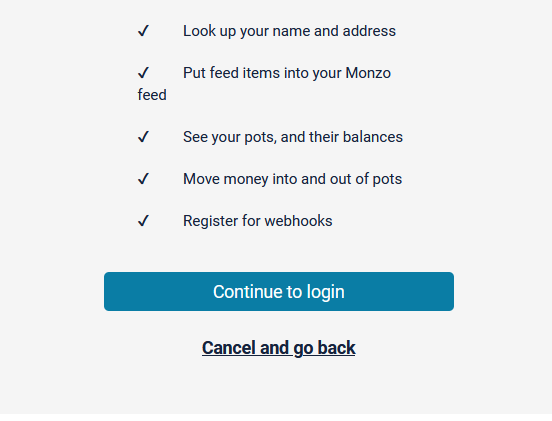 ✓ Look up your name and address
✓ Put feed items into your Monzo
feed
✓ See your pots, and their balances
✓ Move money into and out of pots
✓ Register for webhooks
Continue to login
Cancel and go back